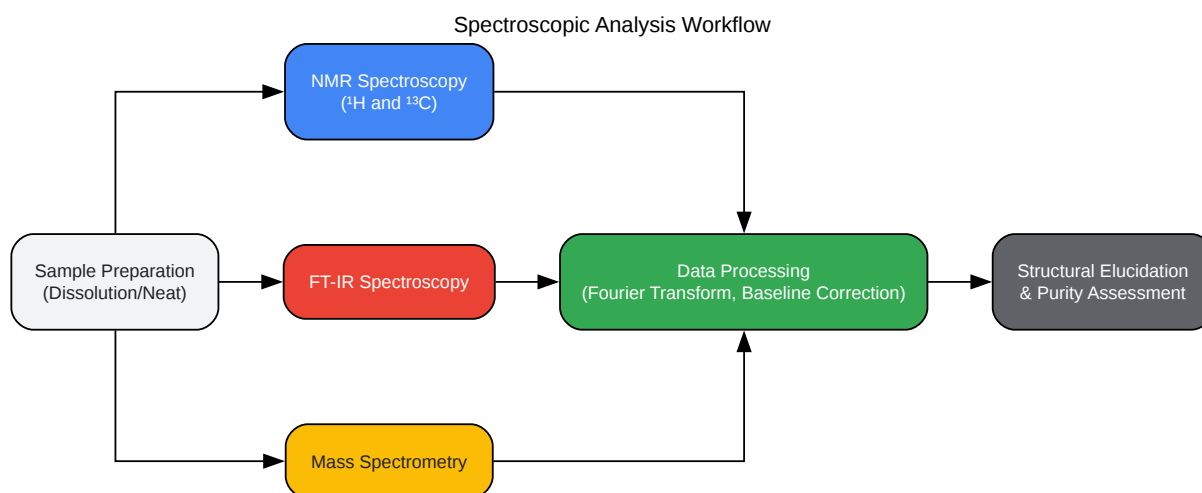 Spectroscopic Analysis Workflow
NMR Spectroscopy
(¹H and ¹³C)
Sample Preparation
(Dissolution/Neat)
FT-IR Spectroscopy
Data Processing
(Fourier Transform, Baseline Correction)
Structural Elucidation
& Purity Assessment
Mass Spectrometry